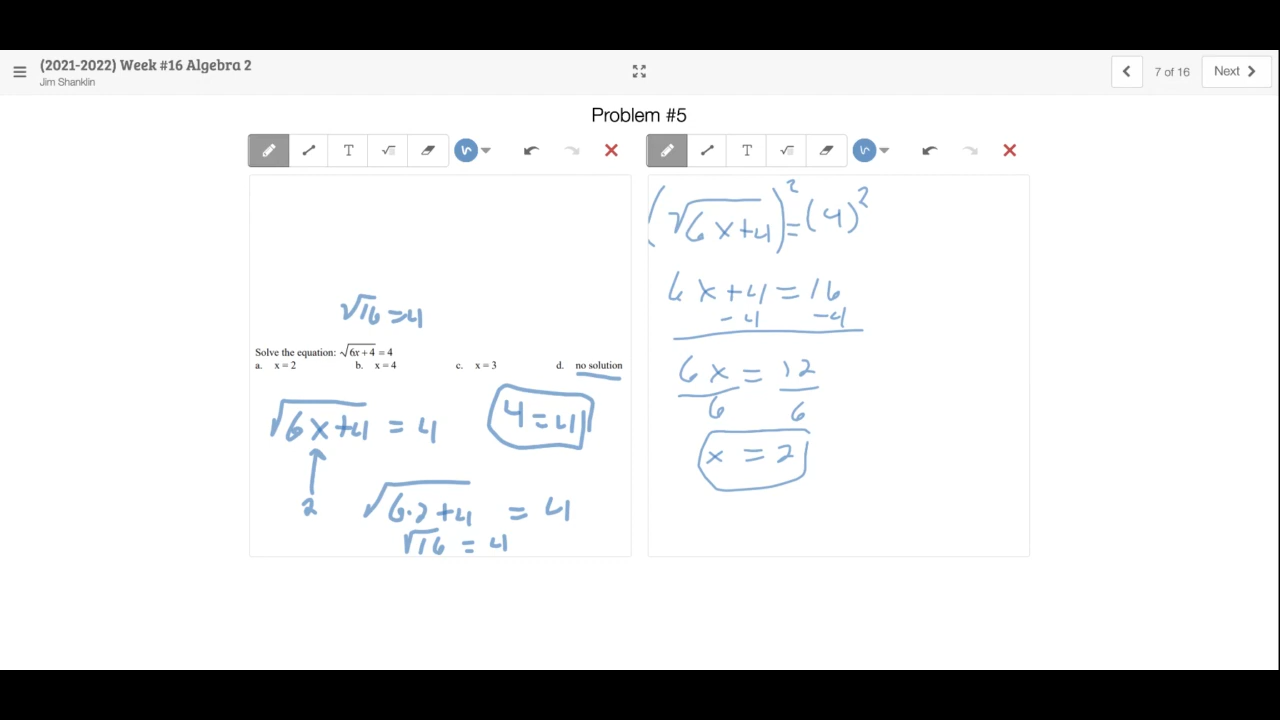 (2021-2022) Week #16 Algebra 2
Jim Shanklin
7 of 16
Next
Problem #5
T
T
√16 = 4
Solve the equation: √6x + 4 = 4
a. x = 2 b. x = 4 c. x = 3 d. no solution
√6x+4 = 4
4 = 4
2
√6·2+4 = 4
√16 = 4
(√6x+4)² = (4)²
6x+4 = 16
-4 -4
6x = 12
6 6
x = 2